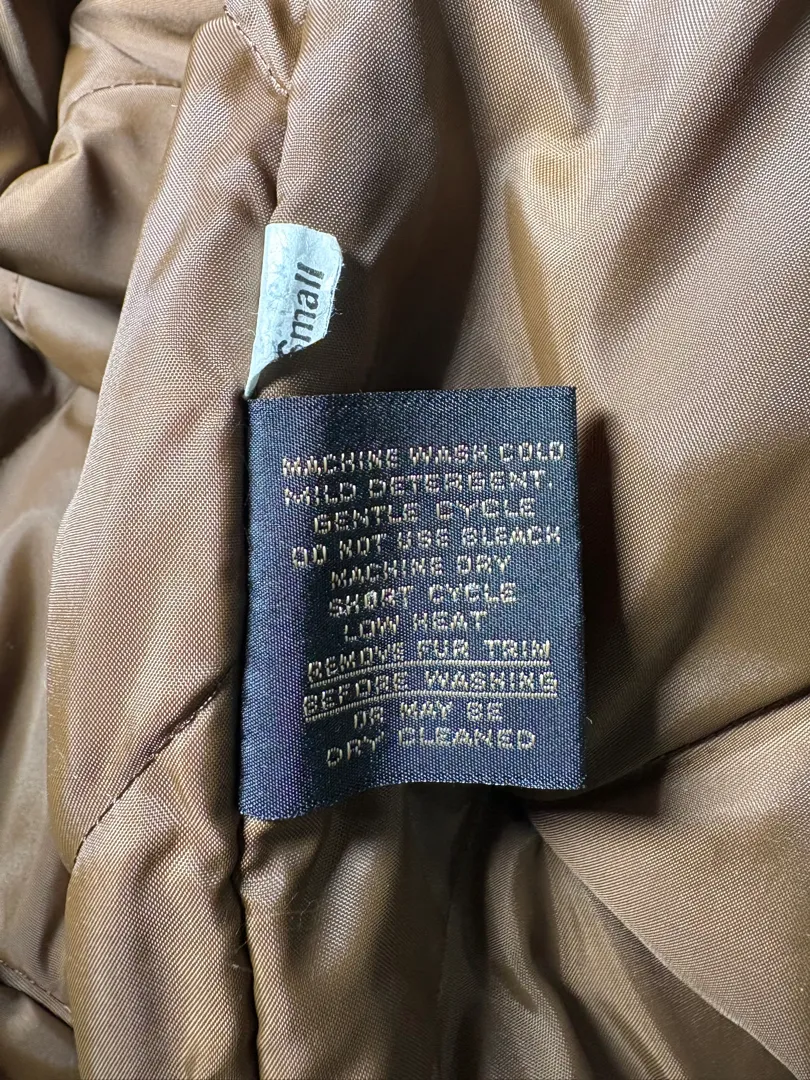 Small
MACHINE WASH COLD
MILD DETERGENT.
GENTLE CYCLE
DO NOT USE BLEACH
MACHINE DRY
SHORT CYCLE
LOW HEAT
REMOVE FUR TRIM
BEFORE WASHING
OR MAY BE
DRY CLEANED